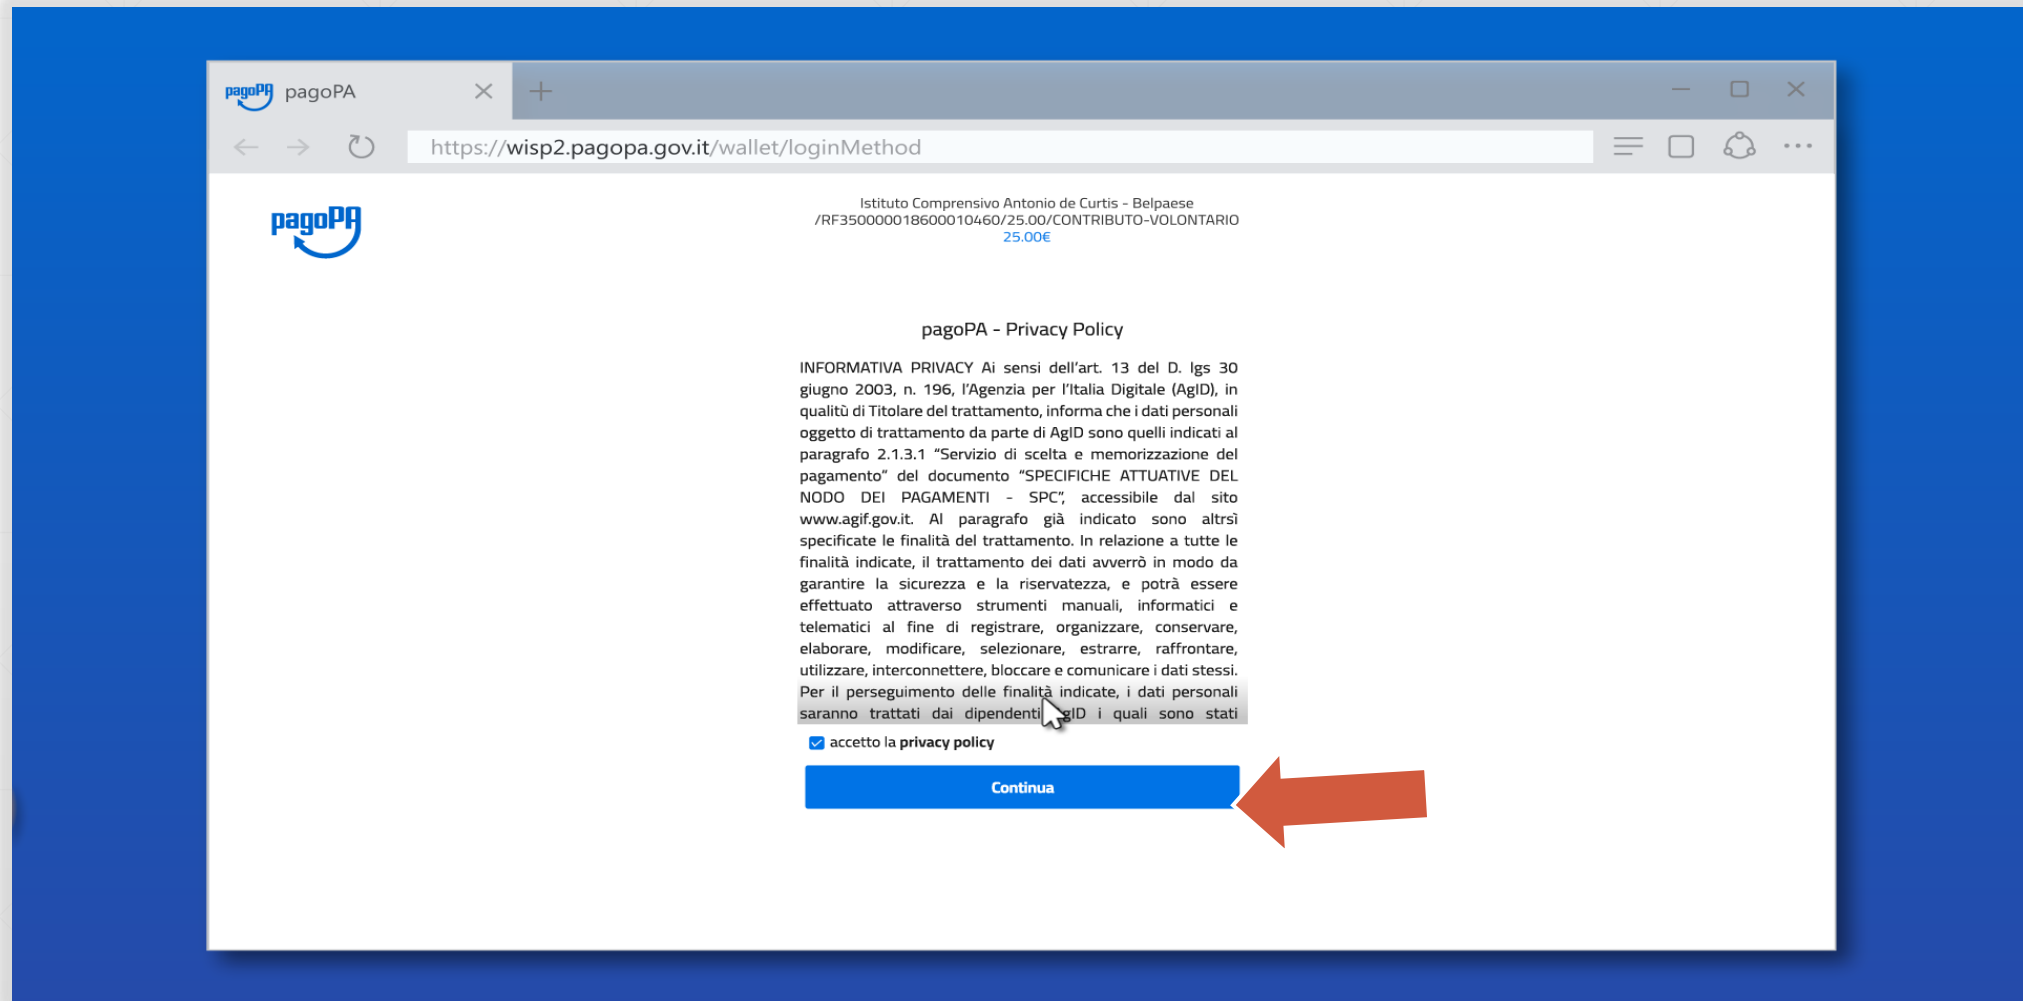 pagoPA pagoPA
https://wisp2.pagopa.gov.it/wallet/loginMethod
pagoPA
Istituto Comprensivo Antonio de Curtis - Belpaese
/RF350000018600010460/25.00/CONTRIBUTO-VOLONTARIO
25.00€
pagoPA - Privacy Policy
INFORMATIVA PRIVACY Ai sensi dell'art. 13 del D. lgs 30
giugno 2003, n. 196, l'Agenzia per l'Italia Digitale (AgID), in
qualitù di Titolare del trattamento, informa che i dati personali
oggetto di trattamento da parte di AgID sono quelli indicati al
paragrafo 2.1.3.1 “Servizio di scelta e memorizzazione del
pagamento” del documento “SPECIFICHE ATTUATIVE DEL
NODO DEI PAGAMENTI - SPC”, accessibile dal sito
www.agif.gov.it. Al paragrafo già indicato sono altrsì
specificate le finalità del trattamento. In relazione a tutte le
finalità indicate, il trattamento dei dati avverrò in modo da
garantire la sicurezza e la riservatezza, e potrà essere
effettuato attraverso strumenti manuali, informatici e
telematici al fine di registrare, organizzare, conservare,
elaborare, modificare, selezionare, estrarre, raffrontare,
utilizzare, interconnettere, bloccare e comunicare i dati stessi.
Per il perseguimento delle finalità indicate, i dati personali
saranno trattati dai dipendenti i quali sono stati
accetto la privacy policy
Continua